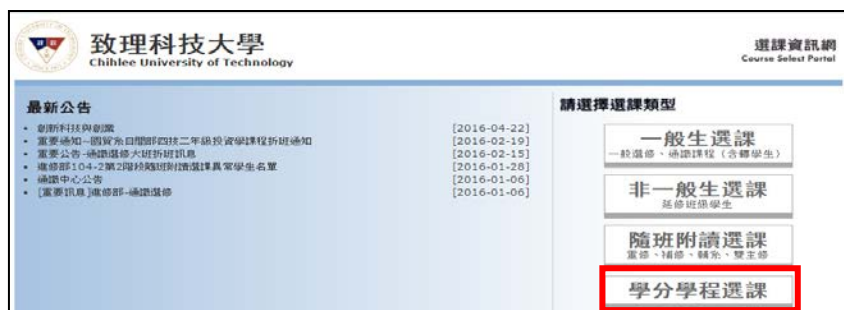 致理科技大學
Chihlee University of Technology
選課資訊網
Course Select Portal
最新公告
創新科技與創業 [2016-04-22]
重要通知--國貿系日間部四技二年級投資學課程拆班通知 [2016-02-19]
重要公告-通識選修大班拆班訊息 [2016-02-15]
進修部104-2第2階段隨班附讀選課異常學生名單 [2016-01-28]
通識中心公告 [2016-01-06]
[重要訊息]進修部-通識選修 [2016-01-06]
請選擇選課類型
一般生選課
一般選修、通識課程（含轉學生）
非一般生選課
延修班級學生
隨班附讀選課
重修、補修、輔系、雙主修
學分學程選課